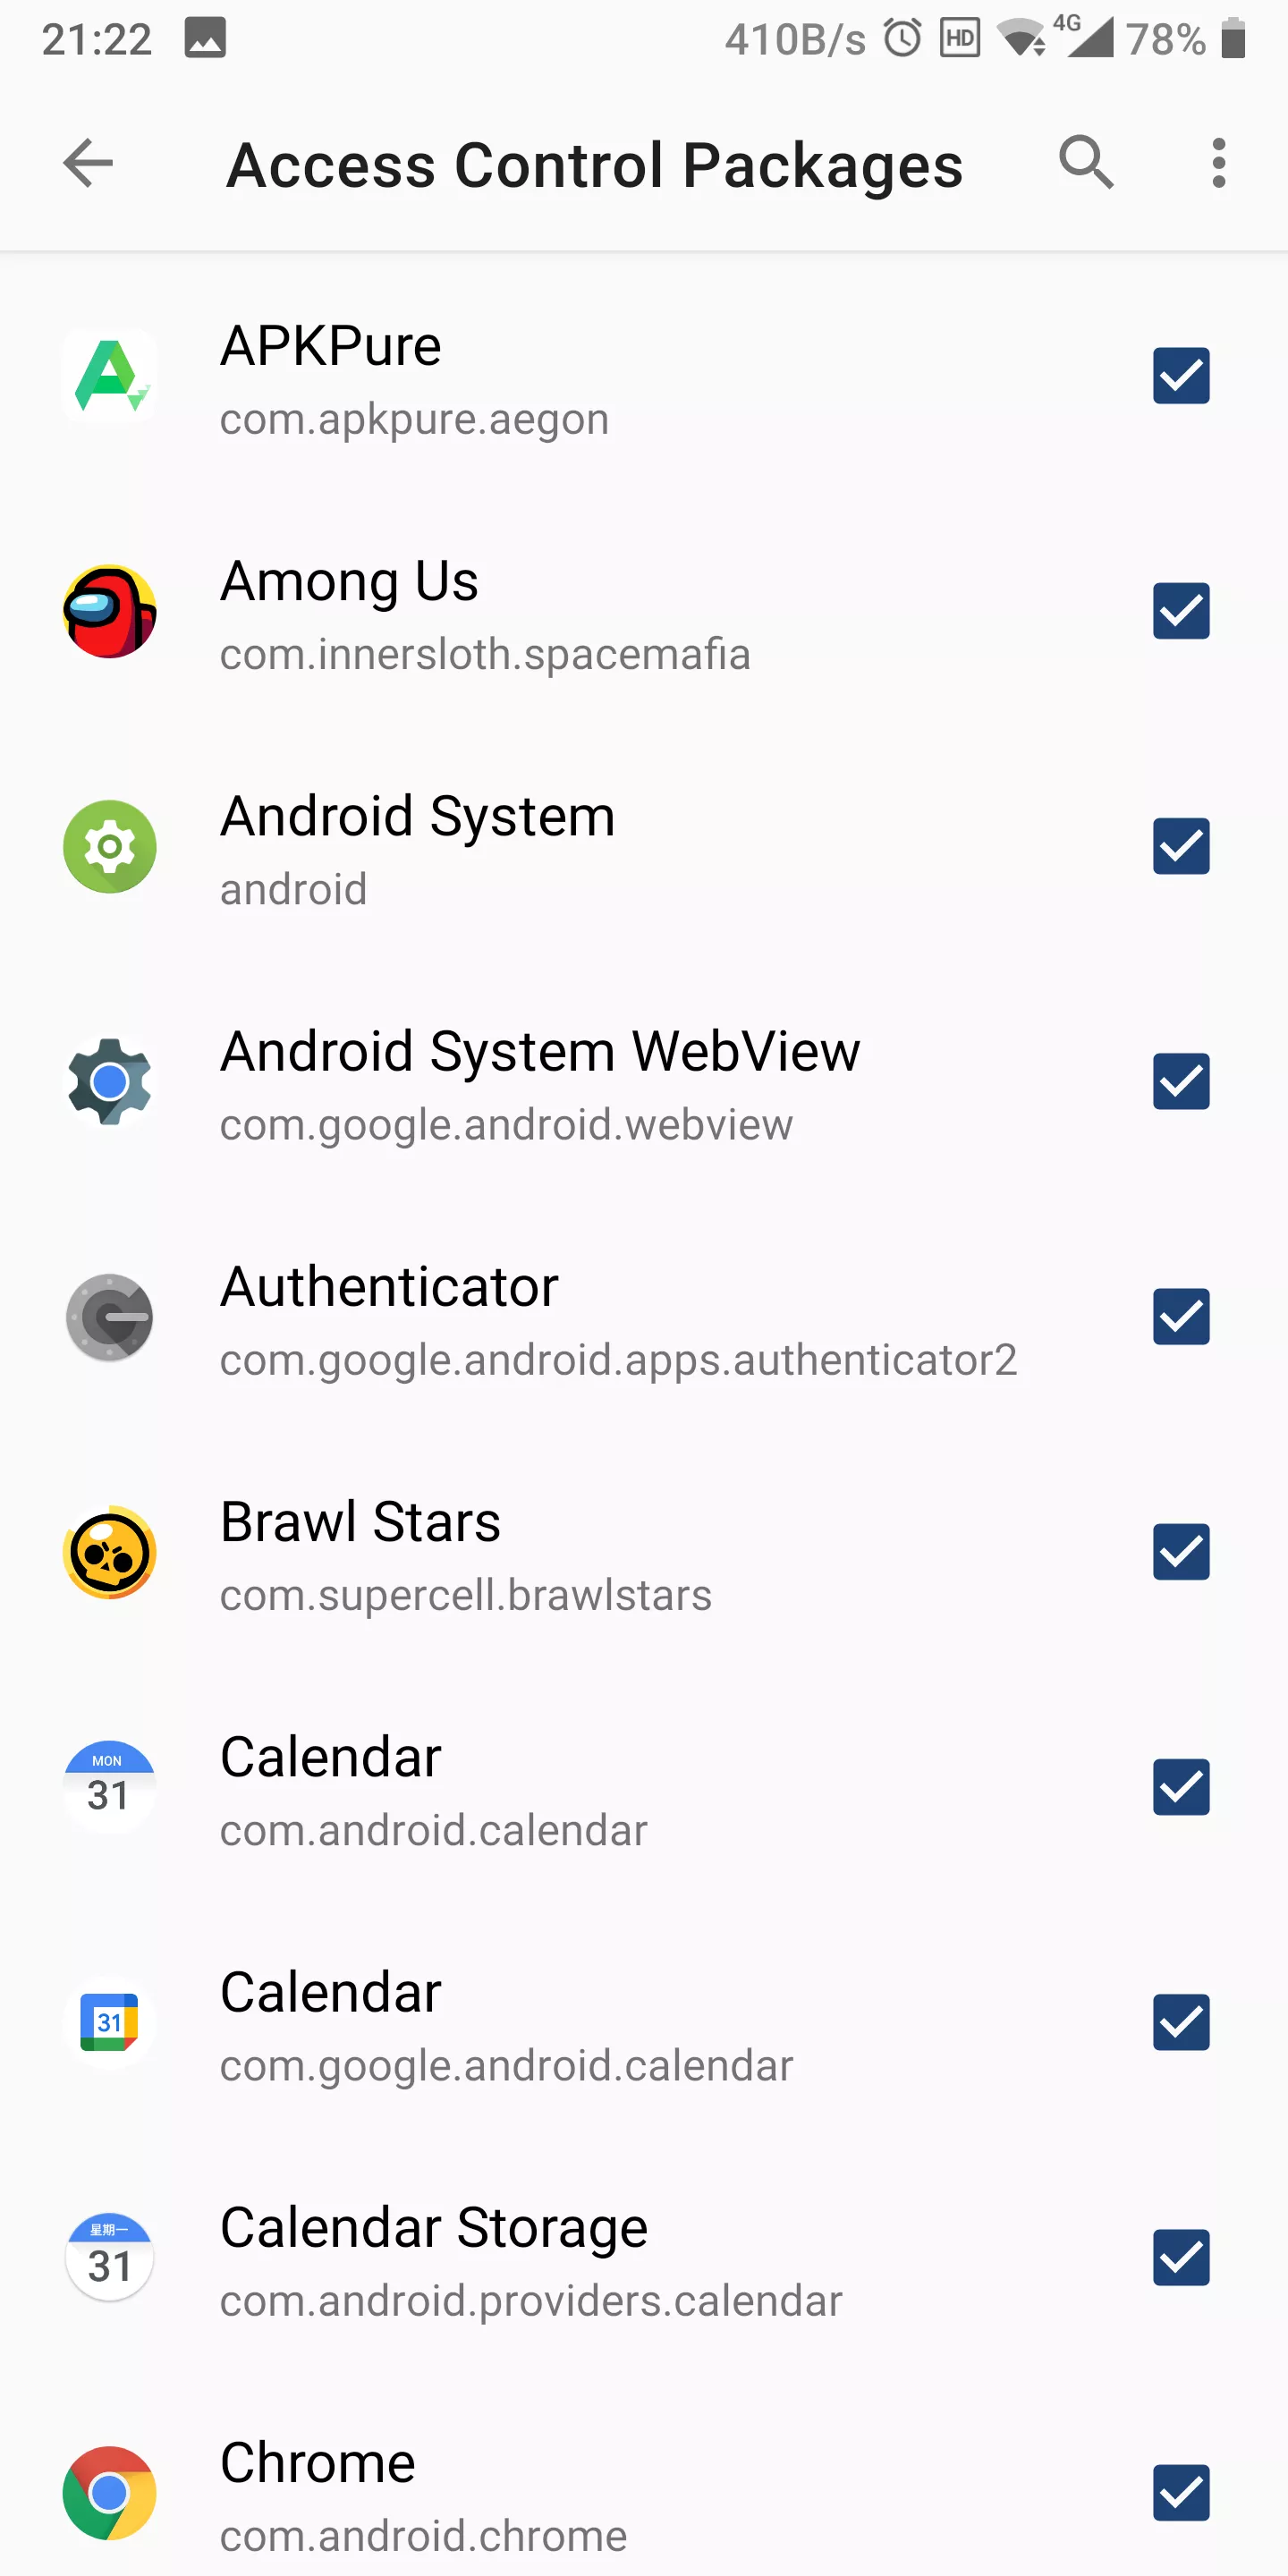 21:22 410B/s HD 4G 78%
Access Control Packages
APKPure
com.apkpure.aegon
Among Us
com.innersloth.spacemafia
Android System
android
Android System WebView
com.google.android.webview
Authenticator
com.google.android.apps.authenticator2
Brawl Stars
com.supercell.brawlstars
MON
31
Calendar
com.android.calendar
31
Calendar
com.google.android.calendar
星期一
31
Calendar Storage
com.android.providers.calendar
Chrome
com.android.chrome